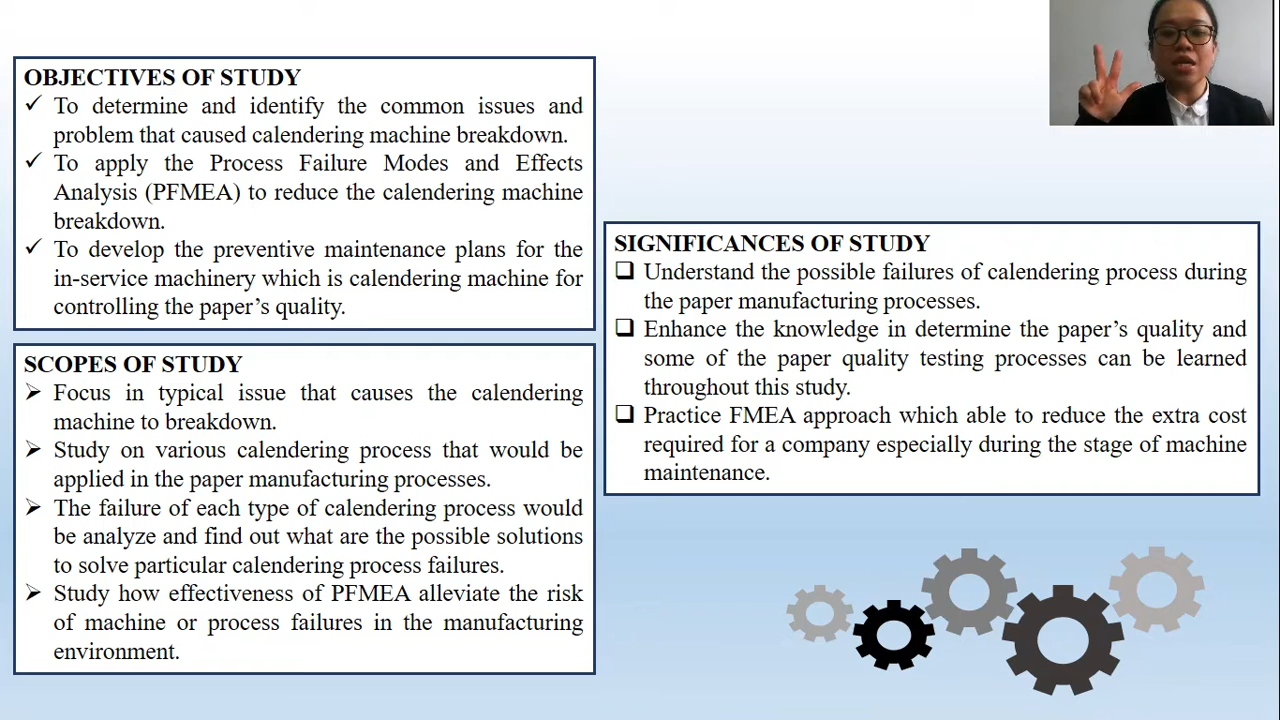 OBJECTIVES OF STUDY
✓ To determine and identify the common issues and
problem that caused calendering machine breakdown.
✓ To apply the Process Failure Modes and Effects
Analysis (PFMEA) to reduce the calendering machine
breakdown.
✓ To develop the preventive maintenance plans for the
in-service machinery which is calendering machine for
controlling the paper’s quality.
SCOPES OF STUDY
➢ Focus in typical issue that causes the calendering
machine to breakdown.
➢ Study on various calendering process that would be
applied in the paper manufacturing processes.
➢ The failure of each type of calendering process would
be analyze and find out what are the possible solutions
to solve particular calendering process failures.
➢ Study how effectiveness of PFMEA alleviate the risk
of machine or process failures in the manufacturing
environment.
SIGNIFICANCES OF STUDY
❑ Understand the possible failures of calendering process during
the paper manufacturing processes.
❑ Enhance the knowledge in determine the paper’s quality and
some of the paper quality testing processes can be learned
throughout this study.
❑ Practice FMEA approach which able to reduce the extra cost
required for a company especially during the stage of machine
maintenance.